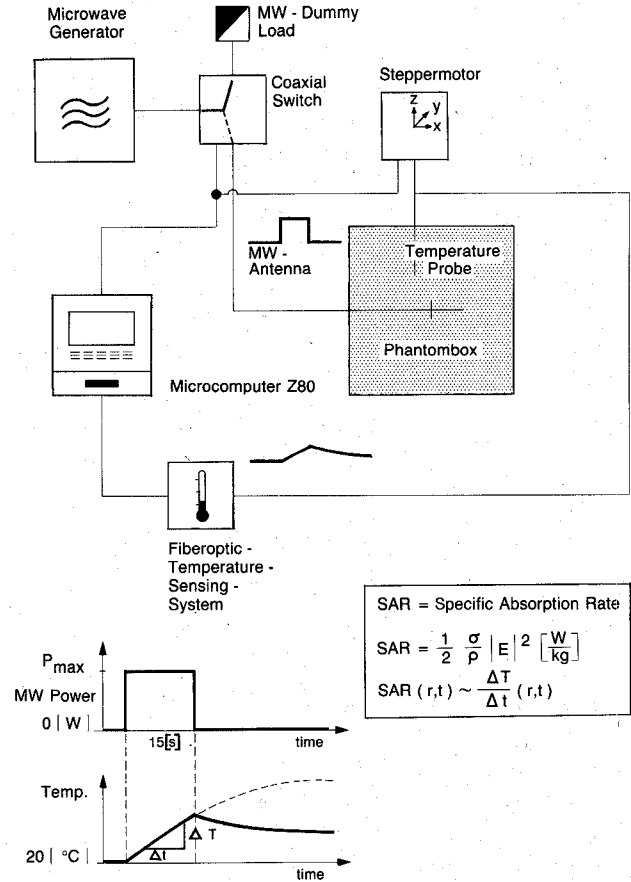 Microwave
Generator
MW - Dummy
Load
Coaxial
Switch
Steppermotor
z
y
x
MW -
Antenna
Temperature
Probe
Phantombox
Microcomputer Z80
Fiberoptic -
Temperature -
Sensing -
System
SAR = Specific Absorption Rate
SAR = 1/2 σ/ρ |E|² [W/kg]
SAR (r,t) ~ ΔT/Δt (r,t)
Pmax
MW Power
0 | W |
15[s]
time
Temp.
Δ T
Δt
20 | °C |
time